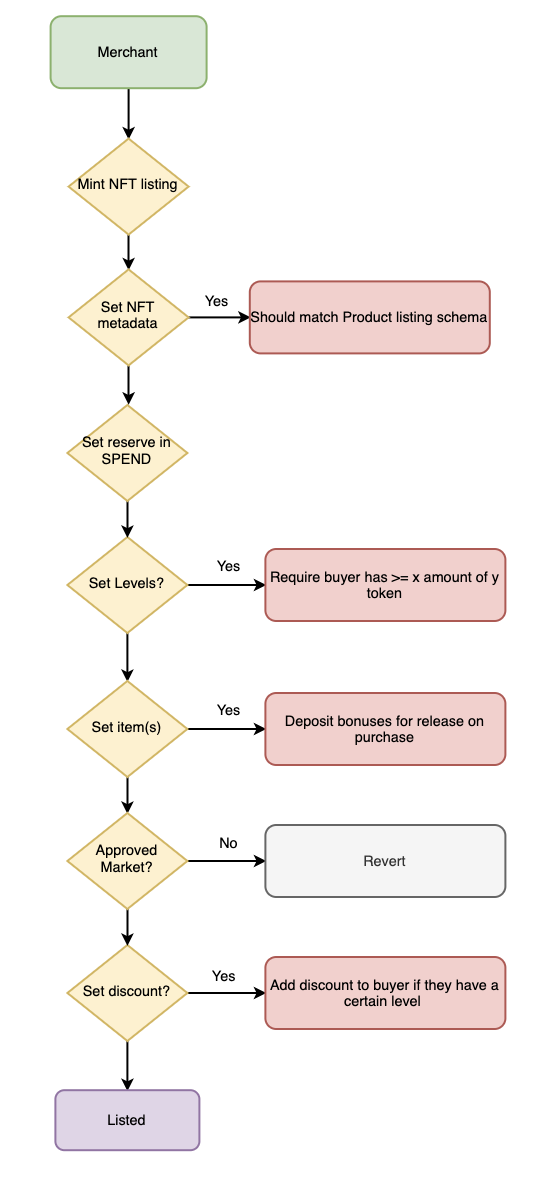 Merchant
Mint NFT listing
Set NFT
metadata
Yes
Should match Product listing schema
Set reserve in
SPEND
Set Levels?
Yes
Require buyer has >= x amount of y
token
Set item(s)
Yes
Deposit bonuses for release on
purchase
Approved
Market?
No
Revert
Set discount?
Yes
Add discount to buyer if they have a
certain level
Listed